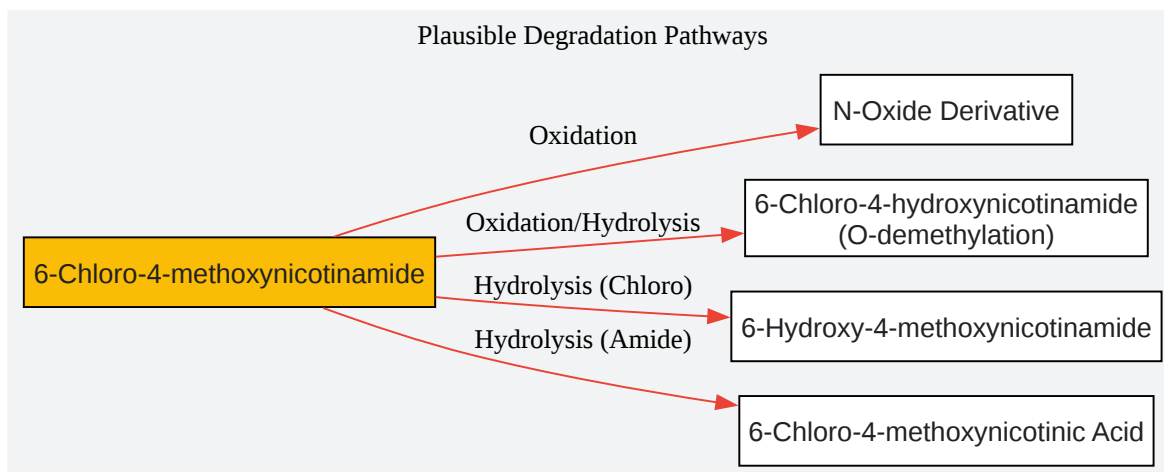 Plausible Degradation Pathways
N-Oxide Derivative
Oxidation
6-Chloro-4-hydroxynicotinamide
(O-demethylation)
Oxidation/Hydrolysis
6-Chloro-4-methoxynicotinamide
Hydrolysis (Chloro)
6-Hydroxy-4-methoxynicotinamide
Hydrolysis (Amide)
6-Chloro-4-methoxynicotinic Acid